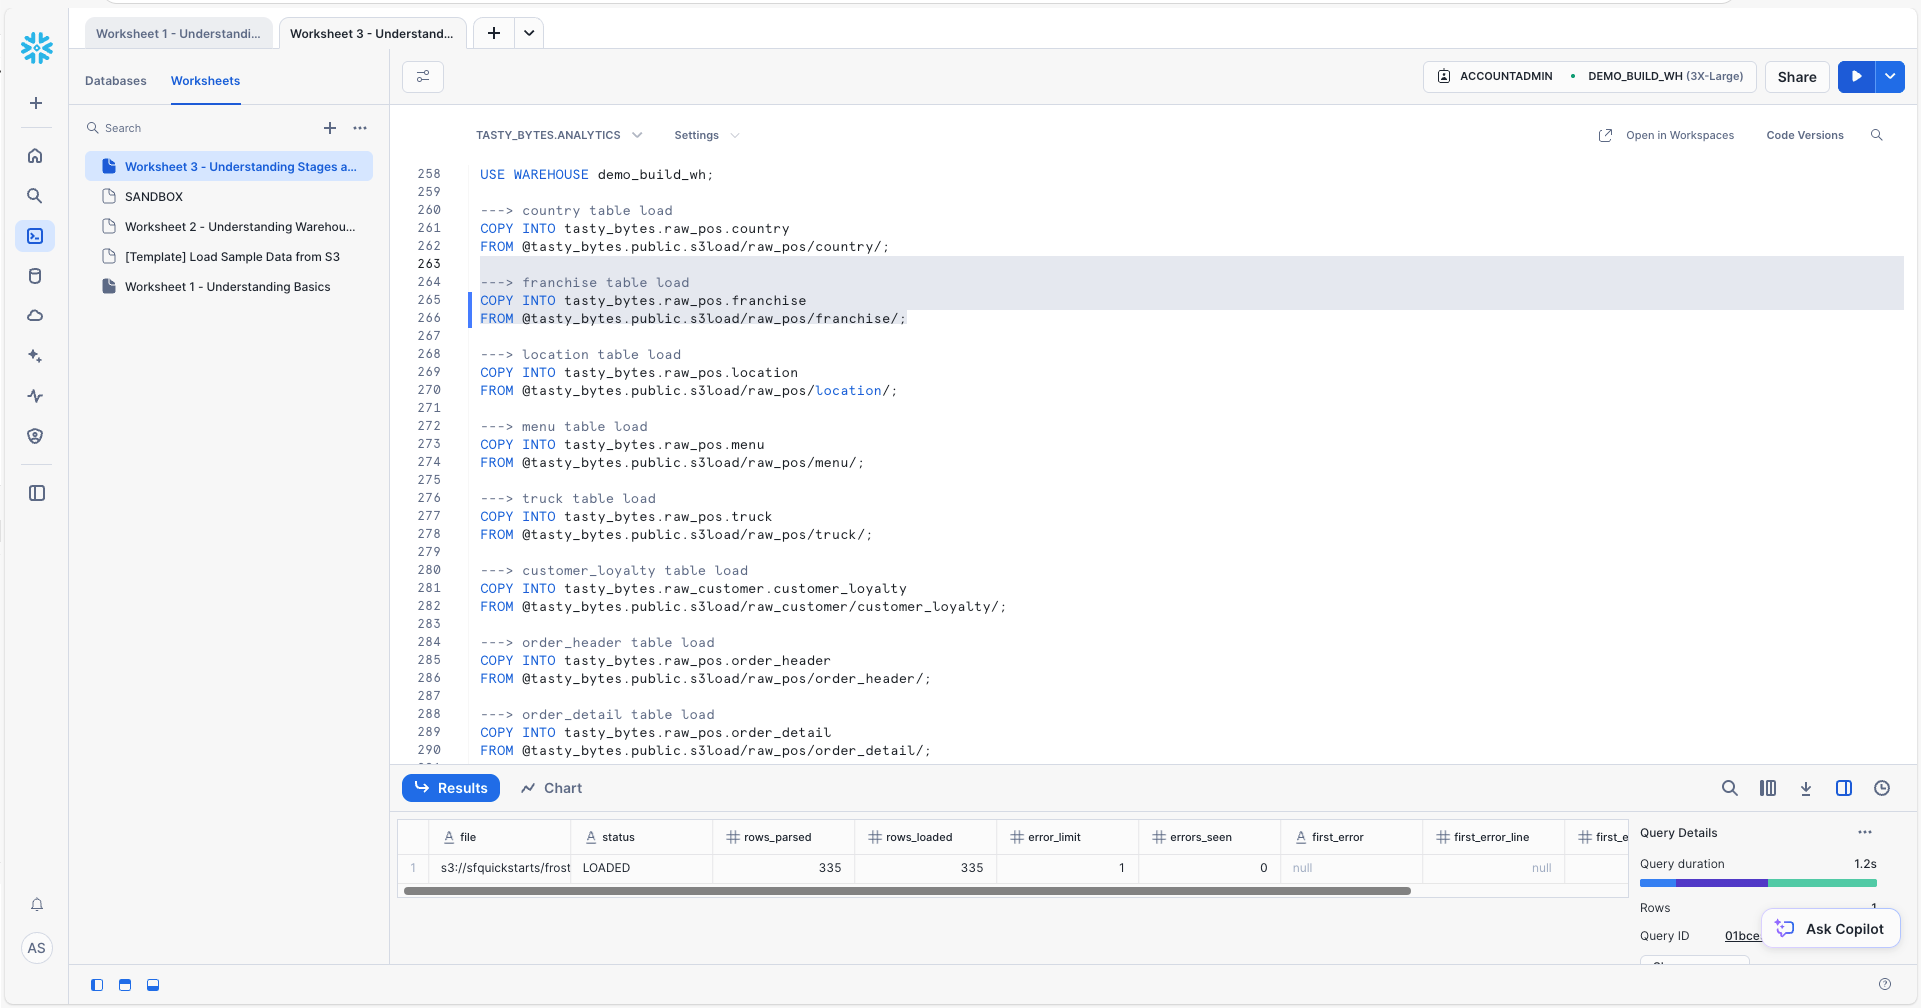 Worksheet 1 - Understandi...
Worksheet 3 - Understand...
Databases
Worksheets
Search
Worksheet 3 - Understanding Stages a...
SANDBOX
Worksheet 2 - Understanding Warehou...
[Template] Load Sample Data from S3
Worksheet 1 - Understanding Basics
AS
ACCOUNTADMIN
DEMO_BUILD_WH (3X-Large)
Share
TASTY_BYTES.ANALYTICS
Settings
Open in Workspaces
Code Versions
258 USE WAREHOUSE demo_build_wh;
259
260 ---> country table load
261 COPY INTO tasty_bytes.raw_pos.country
262 FROM @tasty_bytes.public.s3load/raw_pos/country/;
263
264 ---> franchise table load
265 COPY INTO tasty_bytes.raw_pos.franchise
266 FROM @tasty_bytes.public.s3load/raw_pos/franchise/;
267
268 ---> location table load
269 COPY INTO tasty_bytes.raw_pos.location
270 FROM @tasty_bytes.public.s3load/raw_pos/location/;
271
272 ---> menu table load
273 COPY INTO tasty_bytes.raw_pos.menu
274 FROM @tasty_bytes.public.s3load/raw_pos/menu/;
275
276 ---> truck table load
277 COPY INTO tasty_bytes.raw_pos.truck
278 FROM @tasty_bytes.public.s3load/raw_pos/truck/;
279
280 ---> customer_loyalty table load
281 COPY INTO tasty_bytes.raw_customer.customer_loyalty
282 FROM @tasty_bytes.public.s3load/raw_customer/customer_loyalty/;
283
284 ---> order_header table load
285 COPY INTO tasty_bytes.raw_pos.order_header
286 FROM @tasty_bytes.public.s3load/raw_pos/order_header/;
287
288 ---> order_detail table load
289 COPY INTO tasty_bytes.raw_pos.order_detail
290 FROM @tasty_bytes.public.s3load/raw_pos/order_detail/;
Results
Chart
file status rows_parsed rows_loaded error_limit errors_seen first_error first_error_line first_e
1 s3://sfquickstarts/frost LOADED 335 335 1 0 null null
Query Details
Query duration 1.2s
Rows 1
Query ID 01bce
Ask Copilot